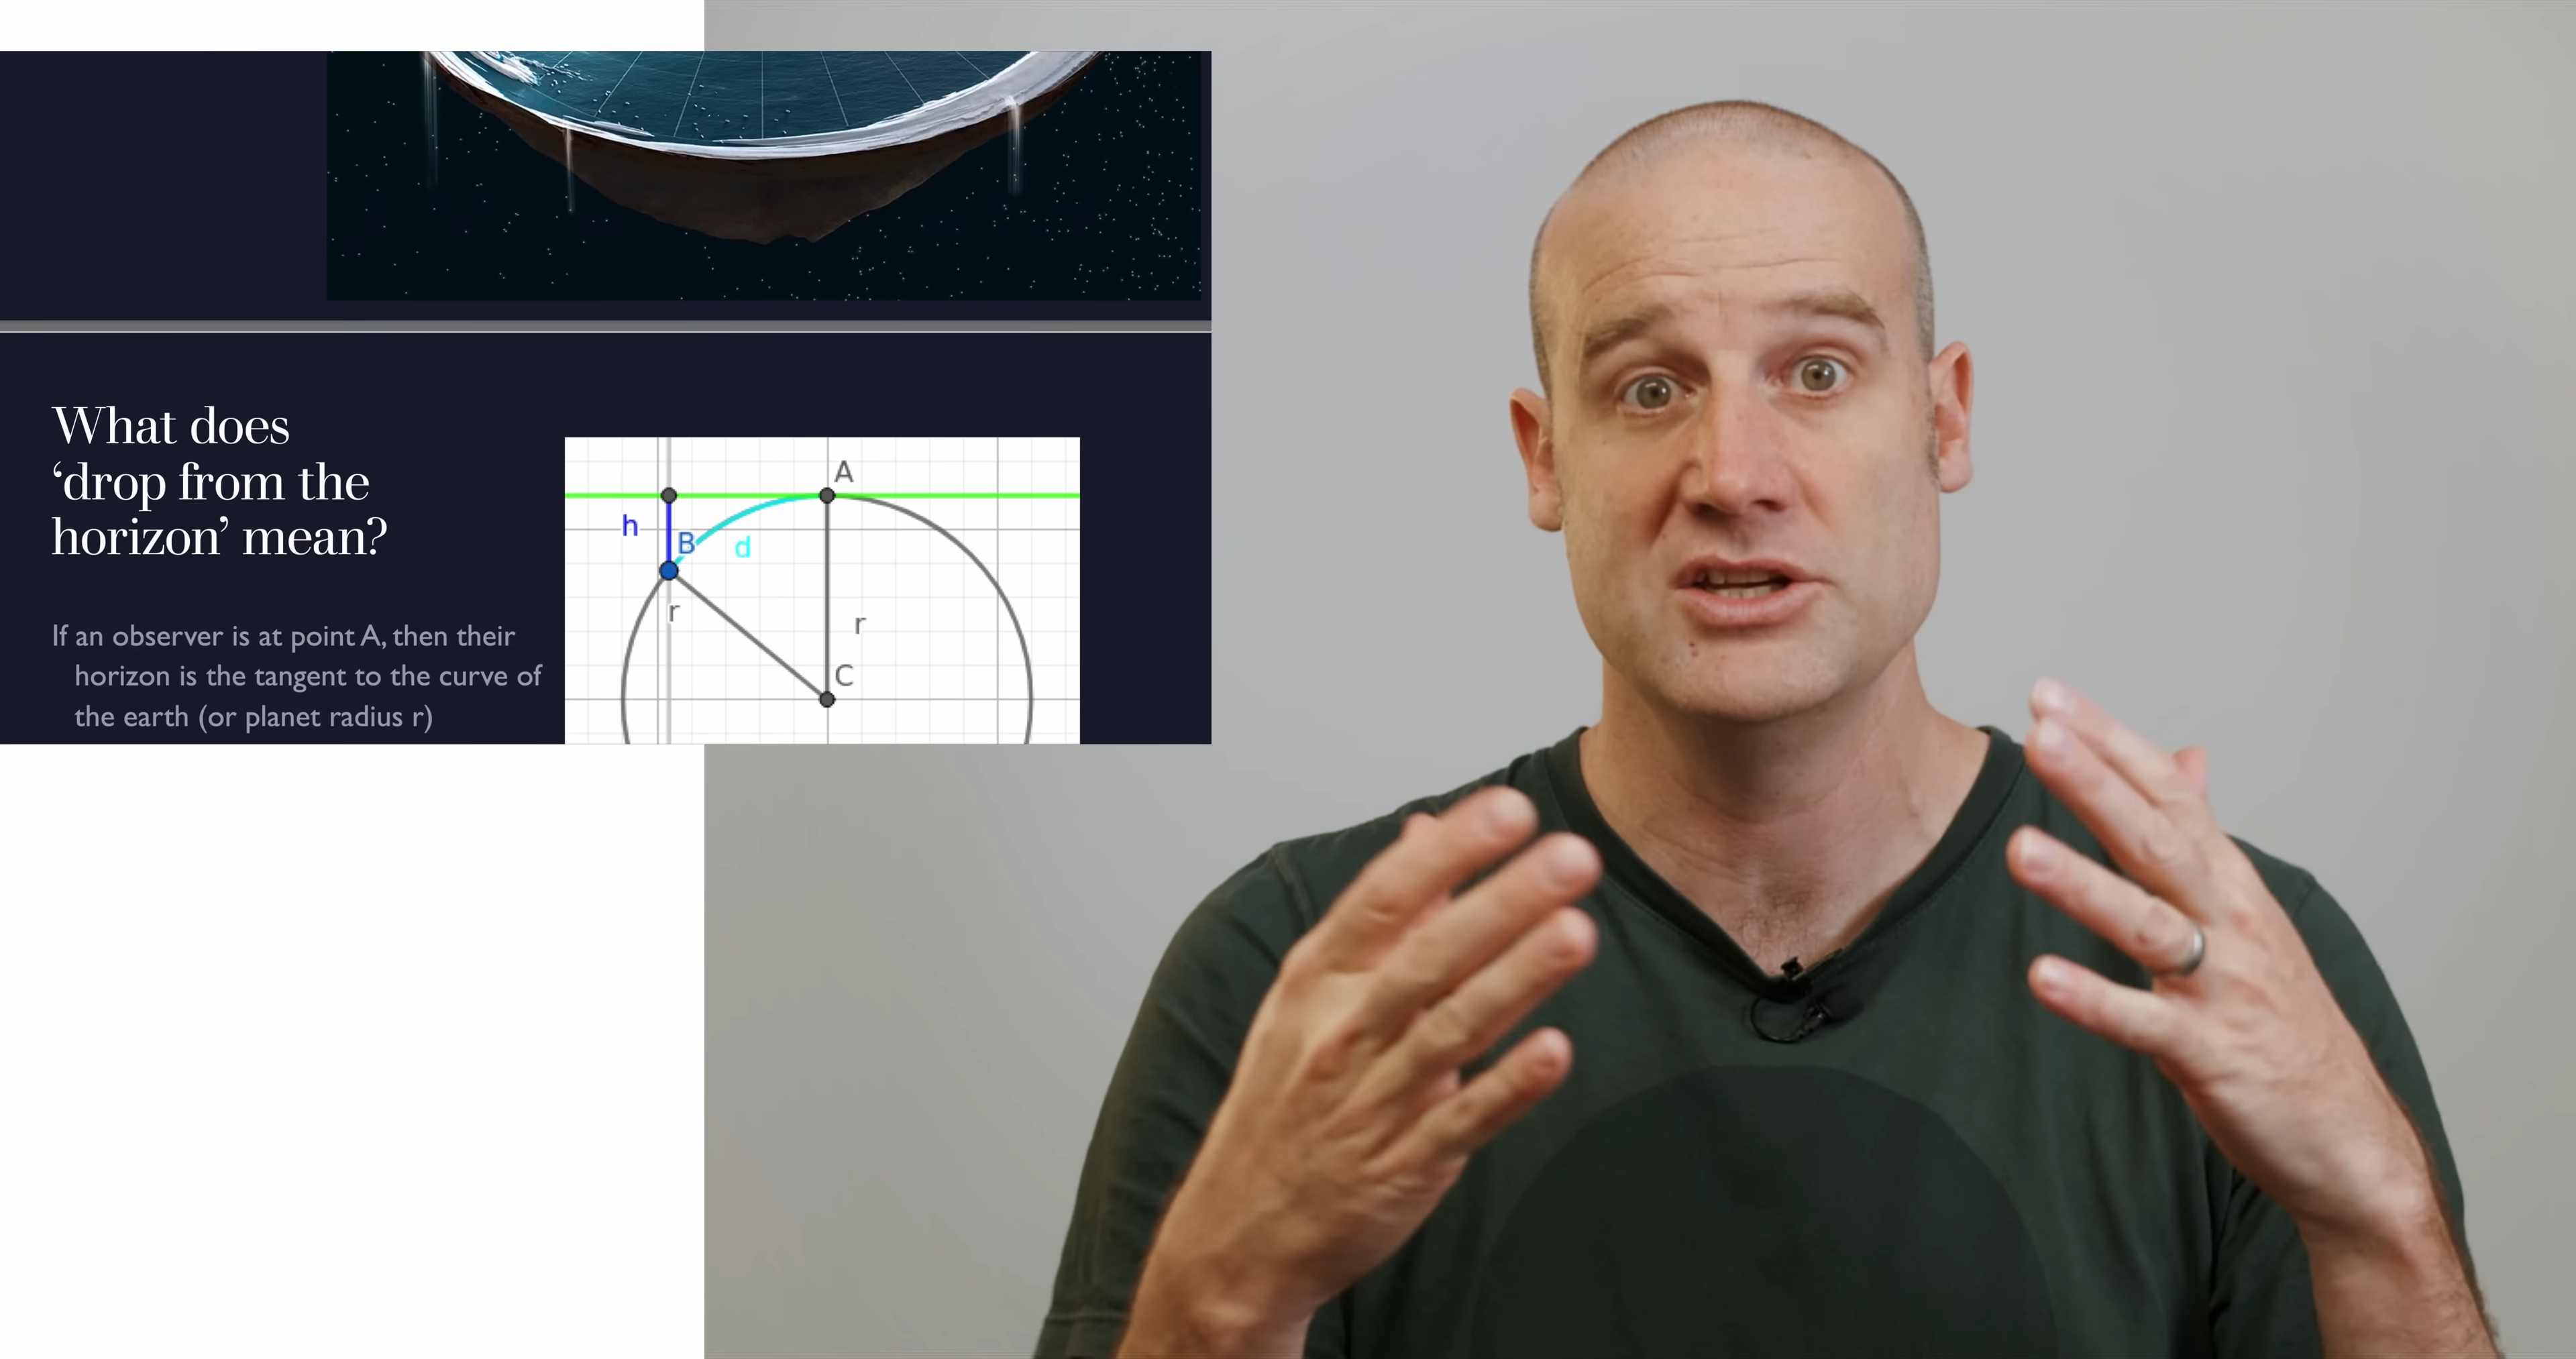 What does
‘drop from the
horizon’ mean?
If an observer is at point A, then their
horizon is the tangent to the curve of
the earth (or planet radius r)
A
h
B
d
r
r
C